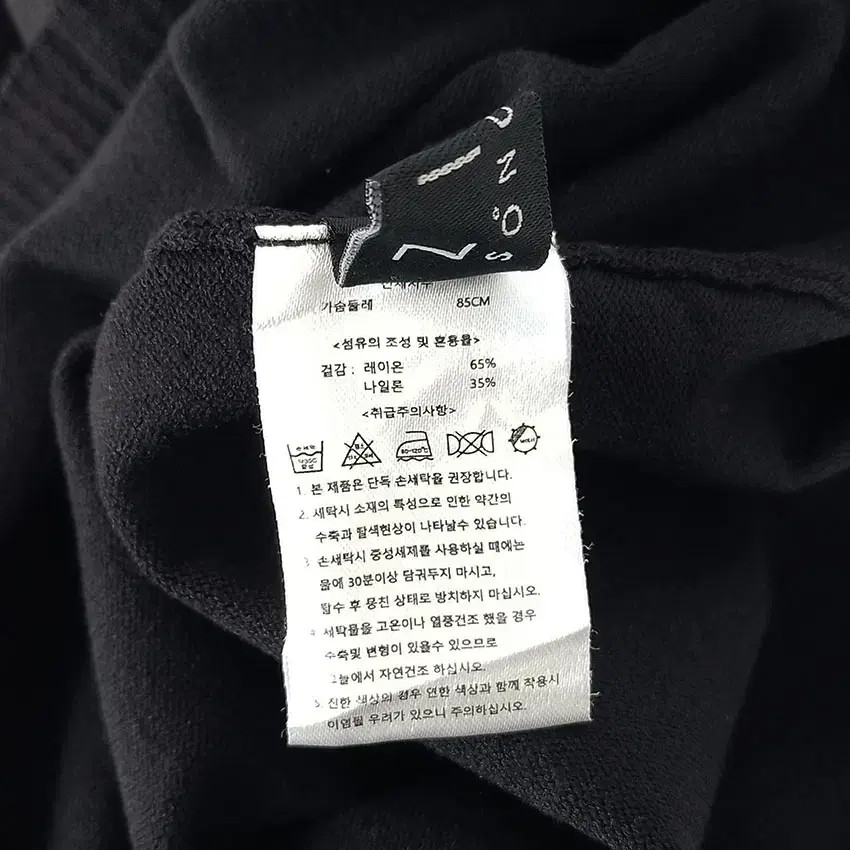 가슴둘레 85CM
<섬유의 조성 및 혼용율>
겉감 : 레이온 65%
나일론 35%
<취급주의사항>
손세탁
80-120℃
1. 본 제품은 단독 손세탁을 권장합니다.
2. 세탁시 소재의 특성으로 인한 약간의
수축과 탈색현상이 나타날수 있습니다.
3. 손세탁시 중성세제를 사용하실 때에는
물에 30분이상 담궈두지 마시고,
탈수 후 뭉친 상태로 방치하지 마십시오.
4. 세탁물을 고온이나 열풍건조 했을 경우
수축및 변형이 있을수 있으므로
그늘에서 자연건조 하십시오.
5. 진한 색상의 경우 연한 색상과 함께 착용시
이염될 우려가 있으니 주의하십시오.